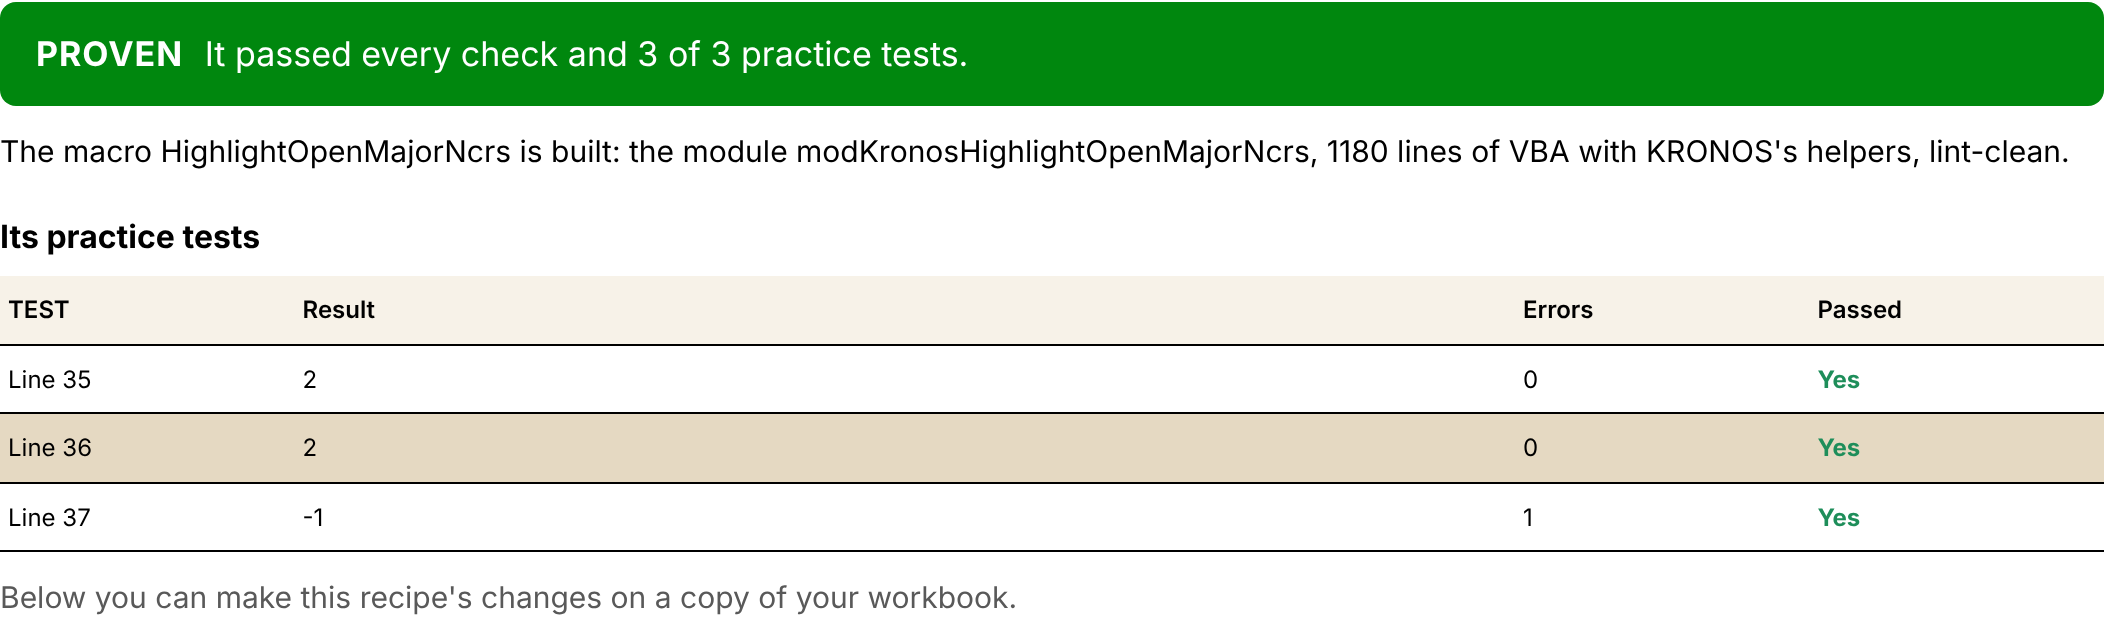 PROVEN It passed every check and 3 of 3 practice tests.
The macro HighlightOpenMajorNcrs is built: the module modKronosHighlightOpenMajorNcrs, 1180 lines of VBA with KRONOS's helpers, lint-clean.
Its practice tests
TEST Result Errors Passed
Line 35 2 0 Yes
Line 36 2 0 Yes
Line 37 -1 1 Yes
Below you can make this recipe's changes on a copy of your workbook.